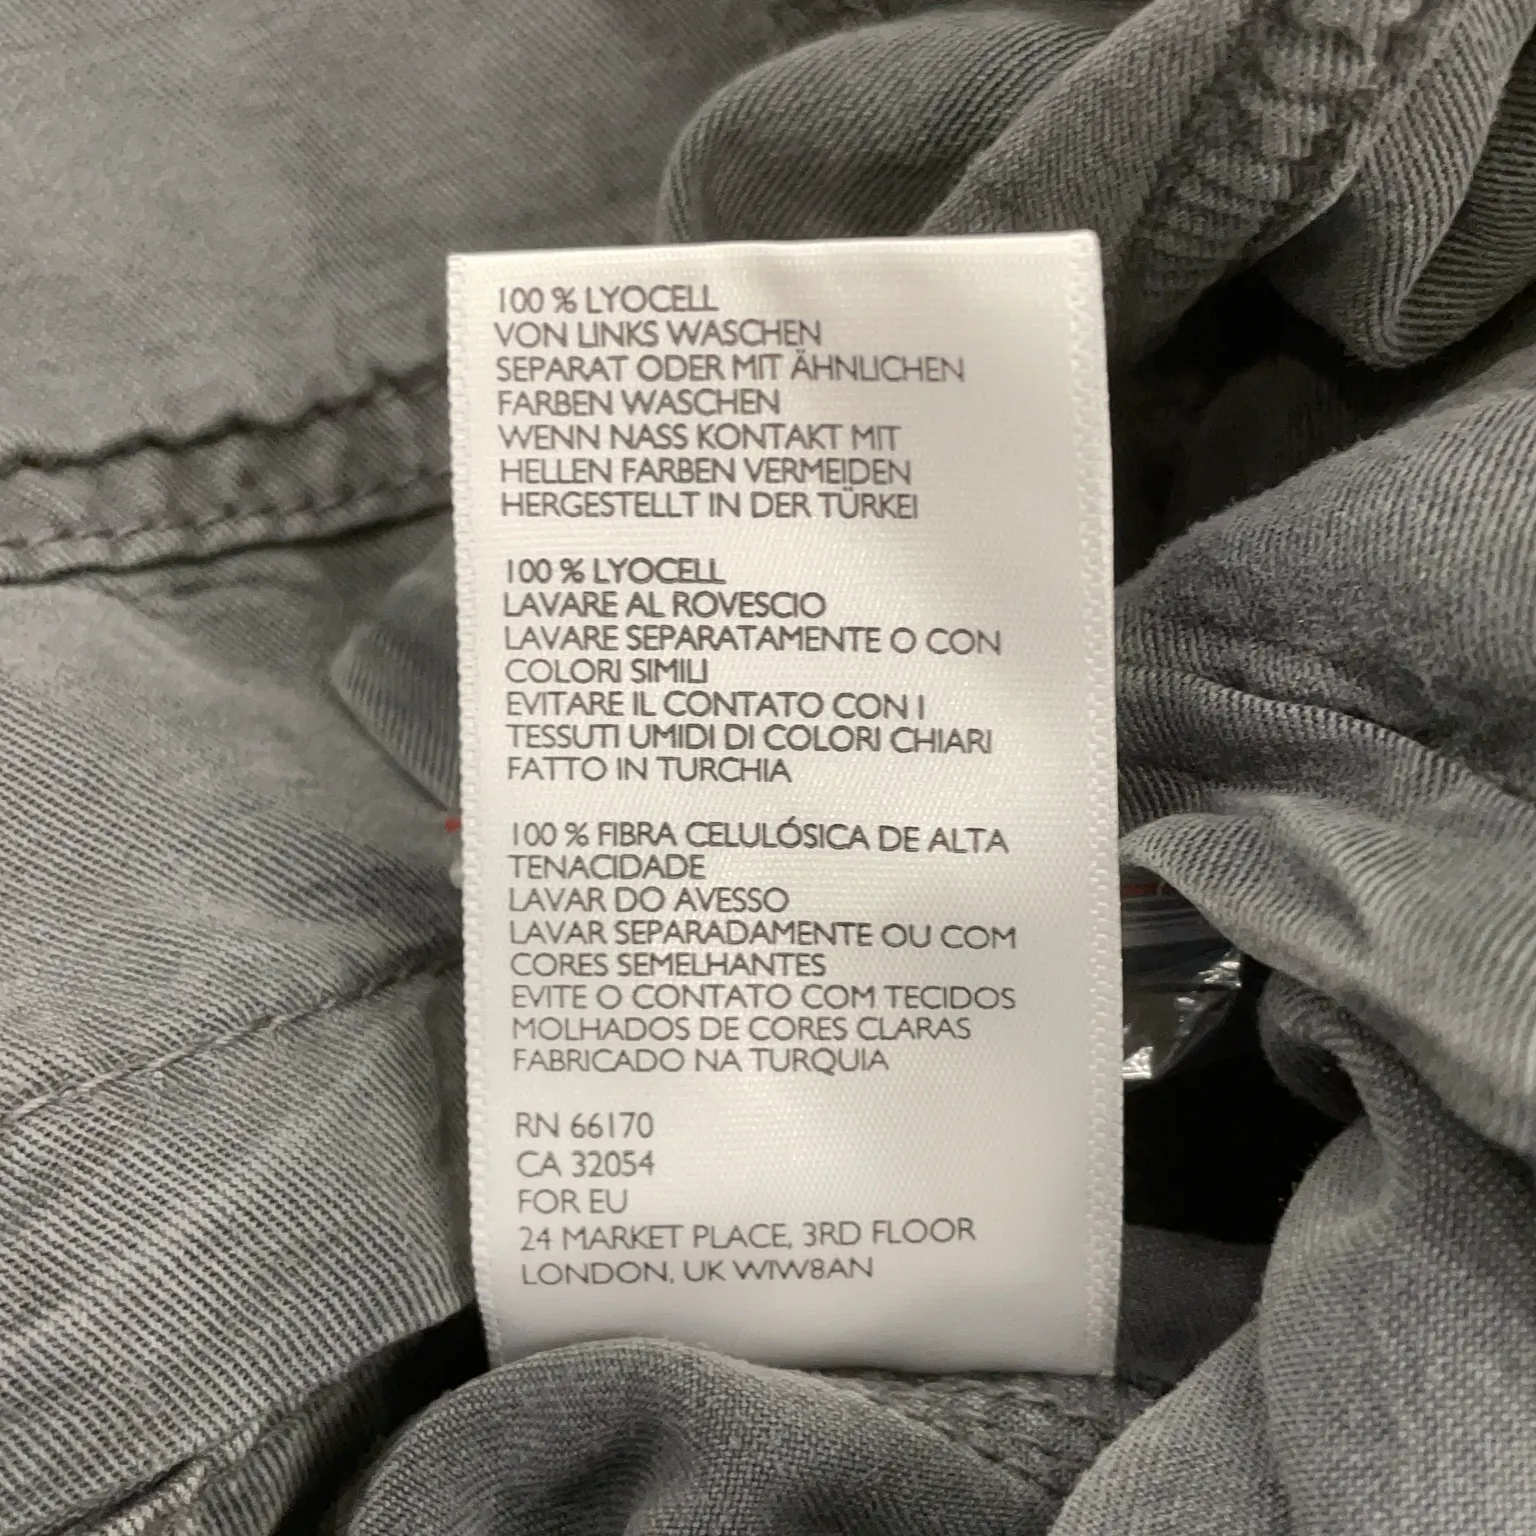 100 % LYOCELL
VON LINKS WASCHEN
SEPARAT ODER MIT ÄHNLICHEN
FARBEN WASCHEN
WENN NASS KONTAKT MIT
HELLEN FARBEN VERMEIDEN
HERGESTELLT IN DER TÜRKEI
100 % LYOCELL
LAVARE AL ROVESCIO
LAVARE SEPARATAMENTE O CON
COLORI SIMILI
EVITARE IL CONTATO CON I
TESSUTI UMIDI DI COLORI CHIARI
FATTO IN TURCHIA
100 % FIBRA CELULÓSICA DE ALTA
TENACIDADE
LAVAR DO AVESSO
LAVAR SEPARADAMENTE OU COM
CORES SEMELHANTES
EVITE O CONTATO COM TECIDOS
MOLHADOS DE CORES CLARAS
FABRICADO NA TURQUIA
RN 66170
CA 32054
FOR EU
24 MARKET PLACE, 3RD FLOOR
LONDON, UK W1W8AN